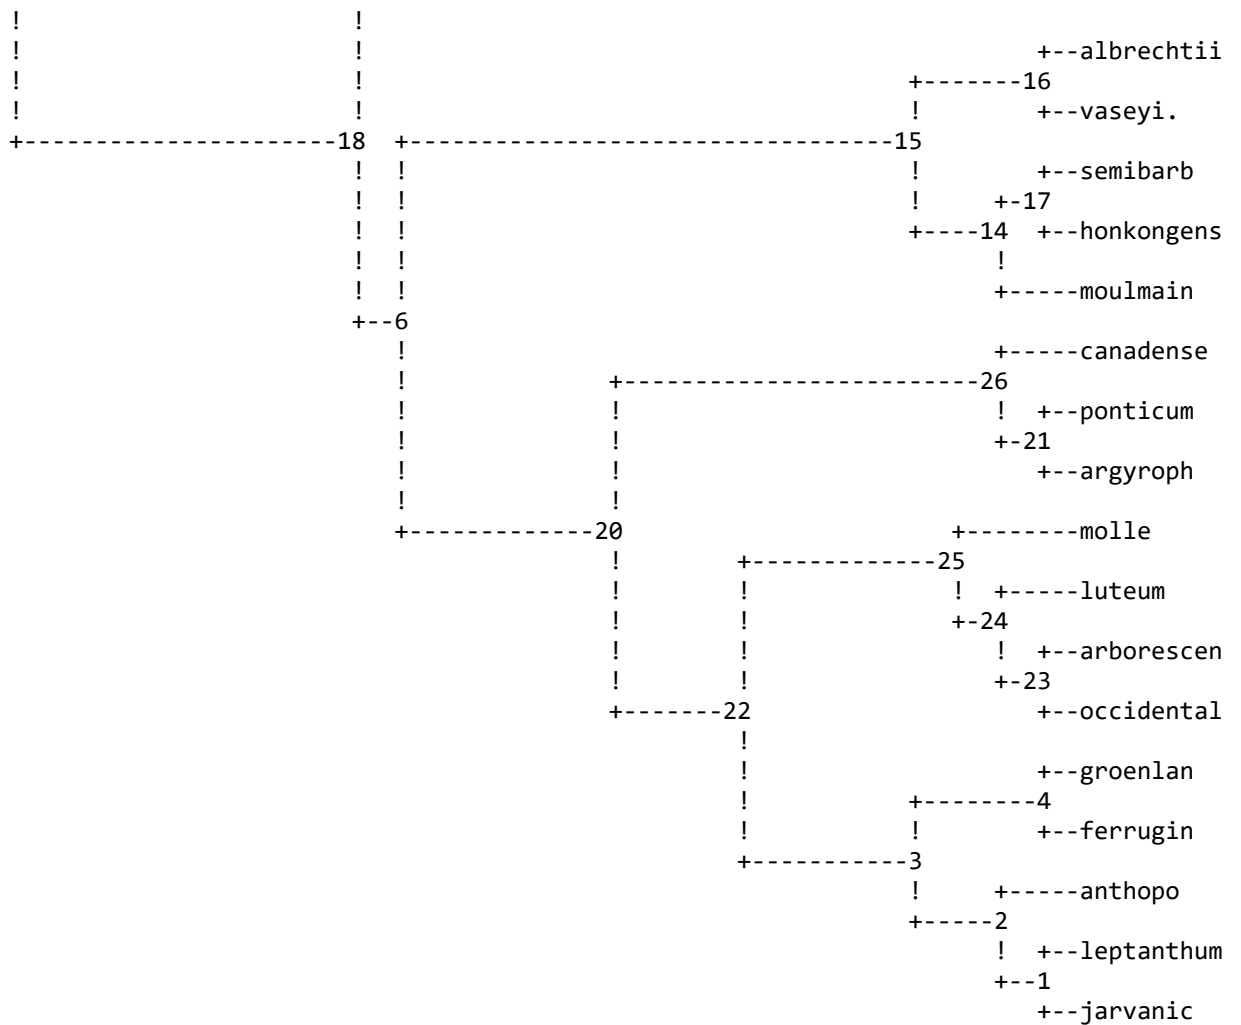 !                       !
!                       !                                               +--albrechtii
!                       !                                      +-------16
!                       !                                      !        +--vaseyi.
+----------------------18  +----------------------------------15
                        !  !                                   !        +--semibarb
                        !  !                                   !     +-17
                        !  !                                   +----14  +--honkongens
                        !  !                                         !
                        !  !                                         +-----moulmain
                        +--6
                           !                                         +-----canadense
                           !              +-------------------------26
                           !              !                          !  +--ponticum
                           !              !                          +-21
                           !              !                             +--argyroph
                           !              !
                           +-------------20                       +--------molle
                                          !        +-------------25
                                          !        !              !  +-----luteum
                                          !        !              +-24
                                          !        !                 !  +--arborescen
                                          !        !                 +-23
                                          +-------22                    +--occidental
                                                   !
                                                   !                    +--groenlan
                                                   !           +--------4
                                                   !           !        +--ferrugin
                                                   +-----------3
                                                               !     +-----anthopo
                                                               +-----2
                                                                     !  +--leptanthum
                                                                     +--1
                                                                        +--jarvanic